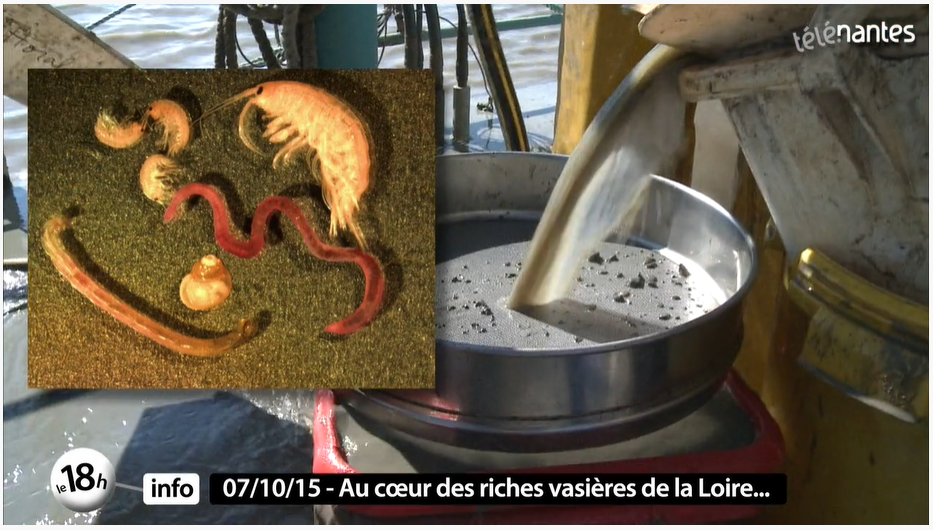 télénantes
le 18h
info
07/10/15 - Au cœur des riches vasières de la Loire...